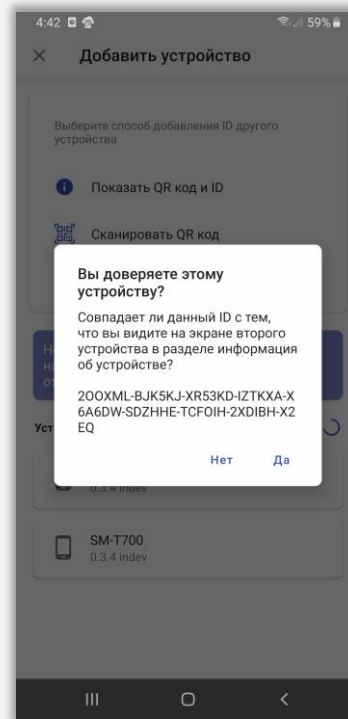 4:42
59%
Добавить устройство
Выберите способ добавления ID другого
устройства
Показать QR код и ID
Сканировать QR код
Вы доверяете этому
устройству?
Совпадает ли данный ID с тем,
что вы видите на экране второго
устройства в разделе информация
об устройстве?
2OOXML-BJK5KJ-XR53KD-IZTKXA-X
6A6DW-SDZHHE-TCFOIH-2XDIBH-X2
EQ
Нет Да
0.3.4 indev
SM-T700
0.3.4 indev